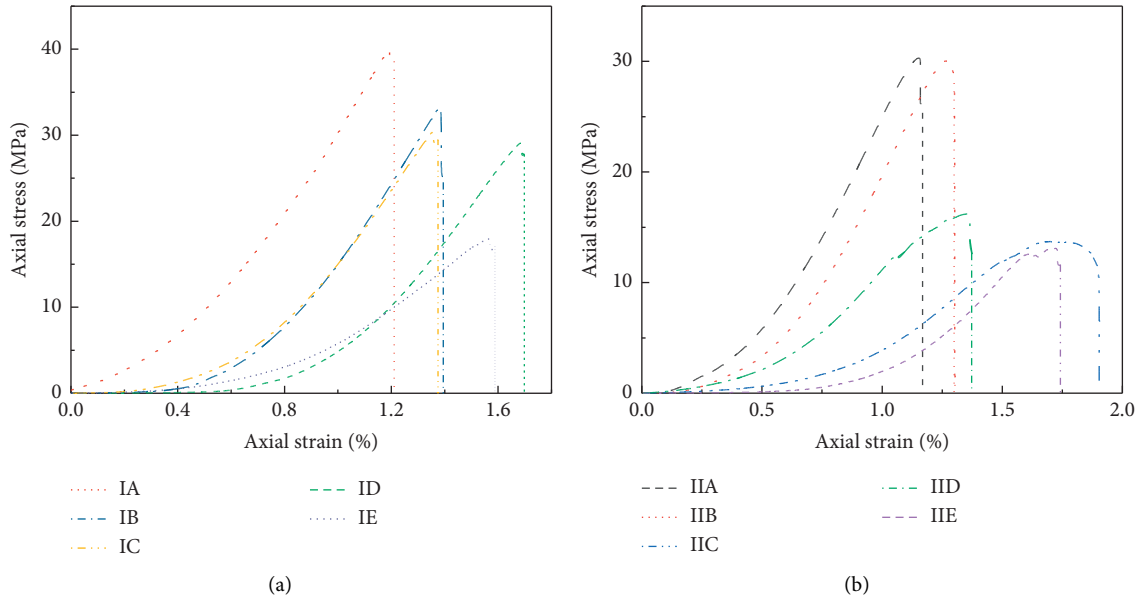 40
30
20
10
0
0.0 0.4 0.8 1.2 1.6
Axial stress (MPa)
Axial strain (%)
IA
IB
IC
ID
IE
(a)
30
20
10
0
0.0 0.5 1.0 1.5 2.0
Axial stress (MPa)
Axial strain (%)
IIA
IIB
IIC
IID
IIE
(b)